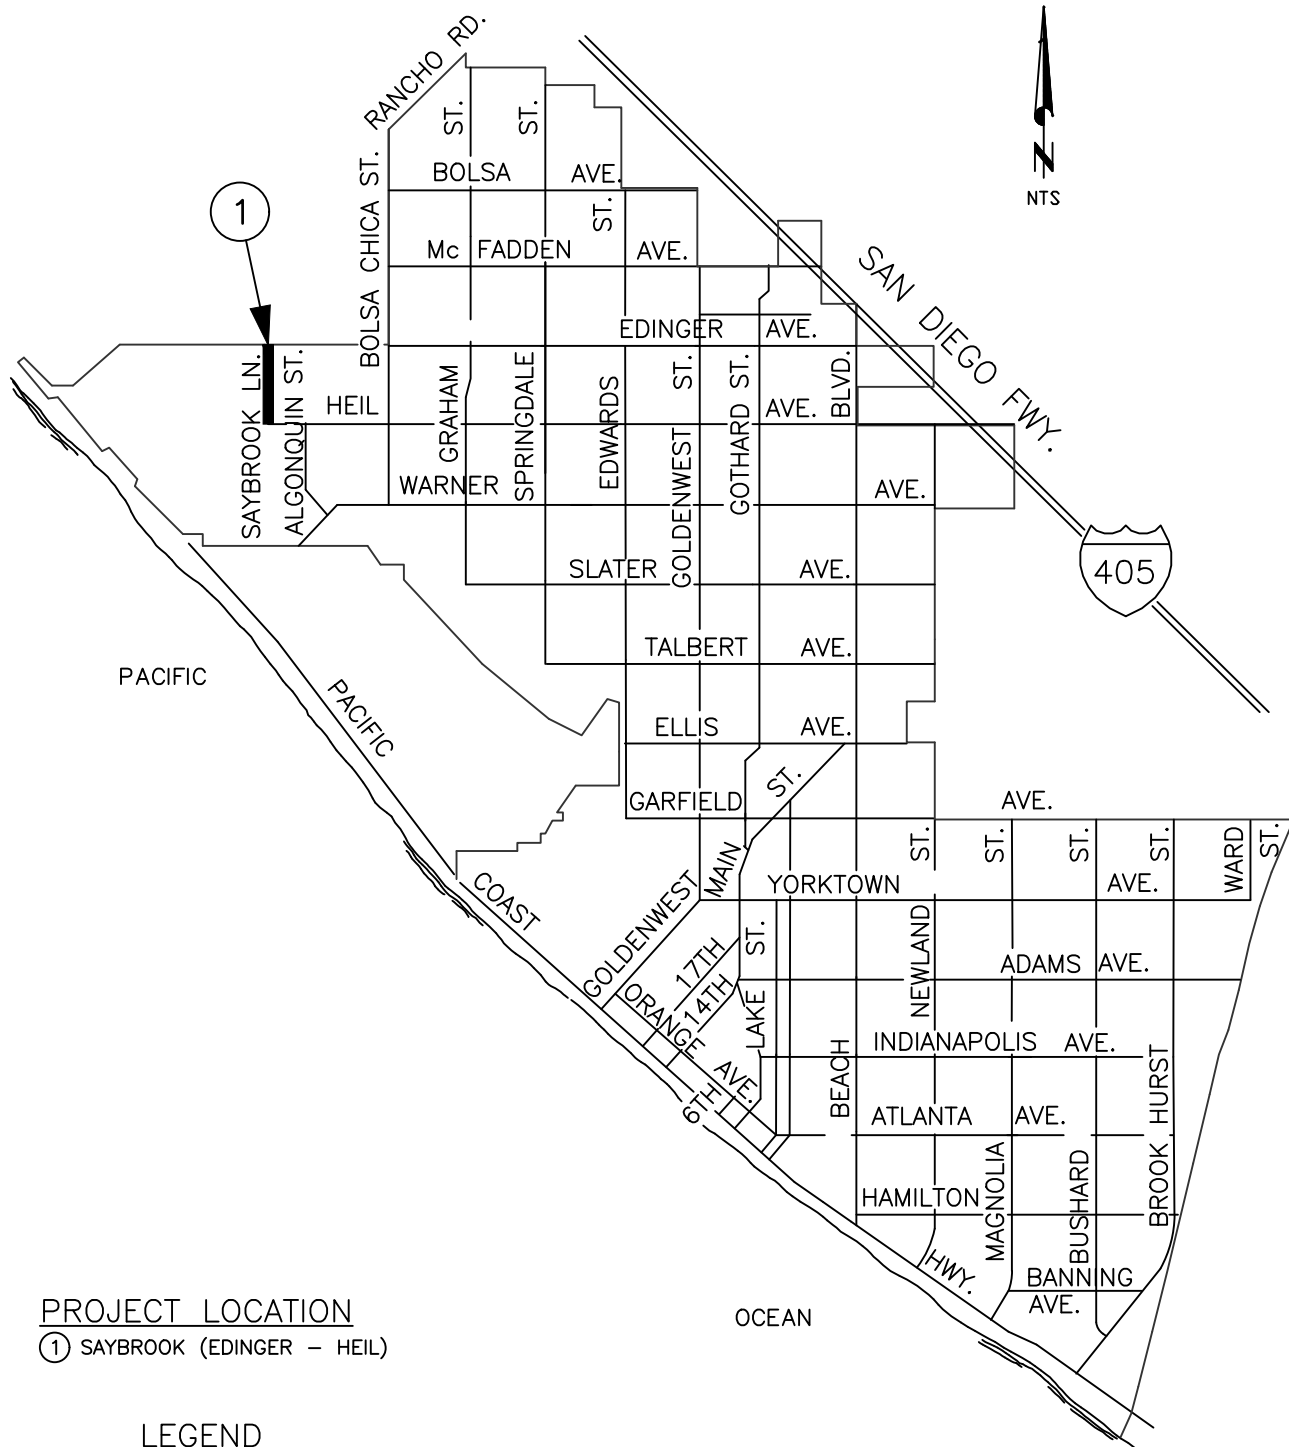 RANCHO RD.
ST.
ST.
BOLSA AVE.
ST.
Mc FADDEN AVE.
BOLSA CHICA ST.
1
NTS
N
SAN DIEGO FWY.
EDINGER AVE.
SAYBROOK LN.
ALGONQUIN ST.
HEIL AVE.
GRAHAM
SPRINGDALE
EDWARDS
GOLDENWEST ST.
GOTHARD ST.
BLVD.
WARNER AVE.
SLATER AVE.
405
TALBERT AVE.
PACIFIC
PACIFIC
ELLIS AVE.
ST.
GARFIELD AVE.
MAIN
ST.
ST.
ST.
ST.
WARD ST.
COAST
GOLDENWEST
YORKTOWN AVE.
17TH
14TH
ORANGE AVE.
6TH
LAKE ST.
NEWLAND
ADAMS AVE.
INDIANAPOLIS AVE.
BEACH
ATLANTA AVE.
BROOK HURST
HAMILTON
MAGNOLIA
BUSHARD
HWY.
BANNING
AVE.
OCEAN
PROJECT LOCATION
1 SAYBROOK (EDINGER – HEIL)
LEGEND